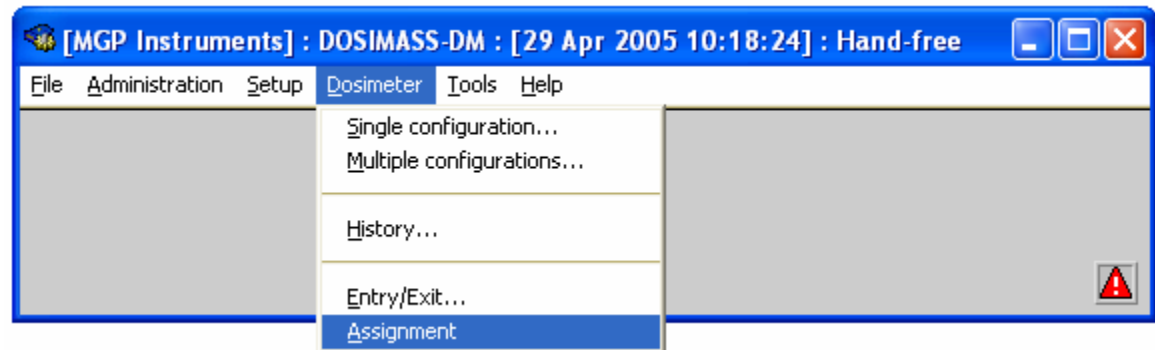 [MGP Instruments] : DOSIMASS-DM : [29 Apr 2005 10:18:24] : Hand-free
File Administration Setup Dosimeter Tools Help
Single configuration...
Multiple configurations...
History...
Entry/Exit...
Assignment